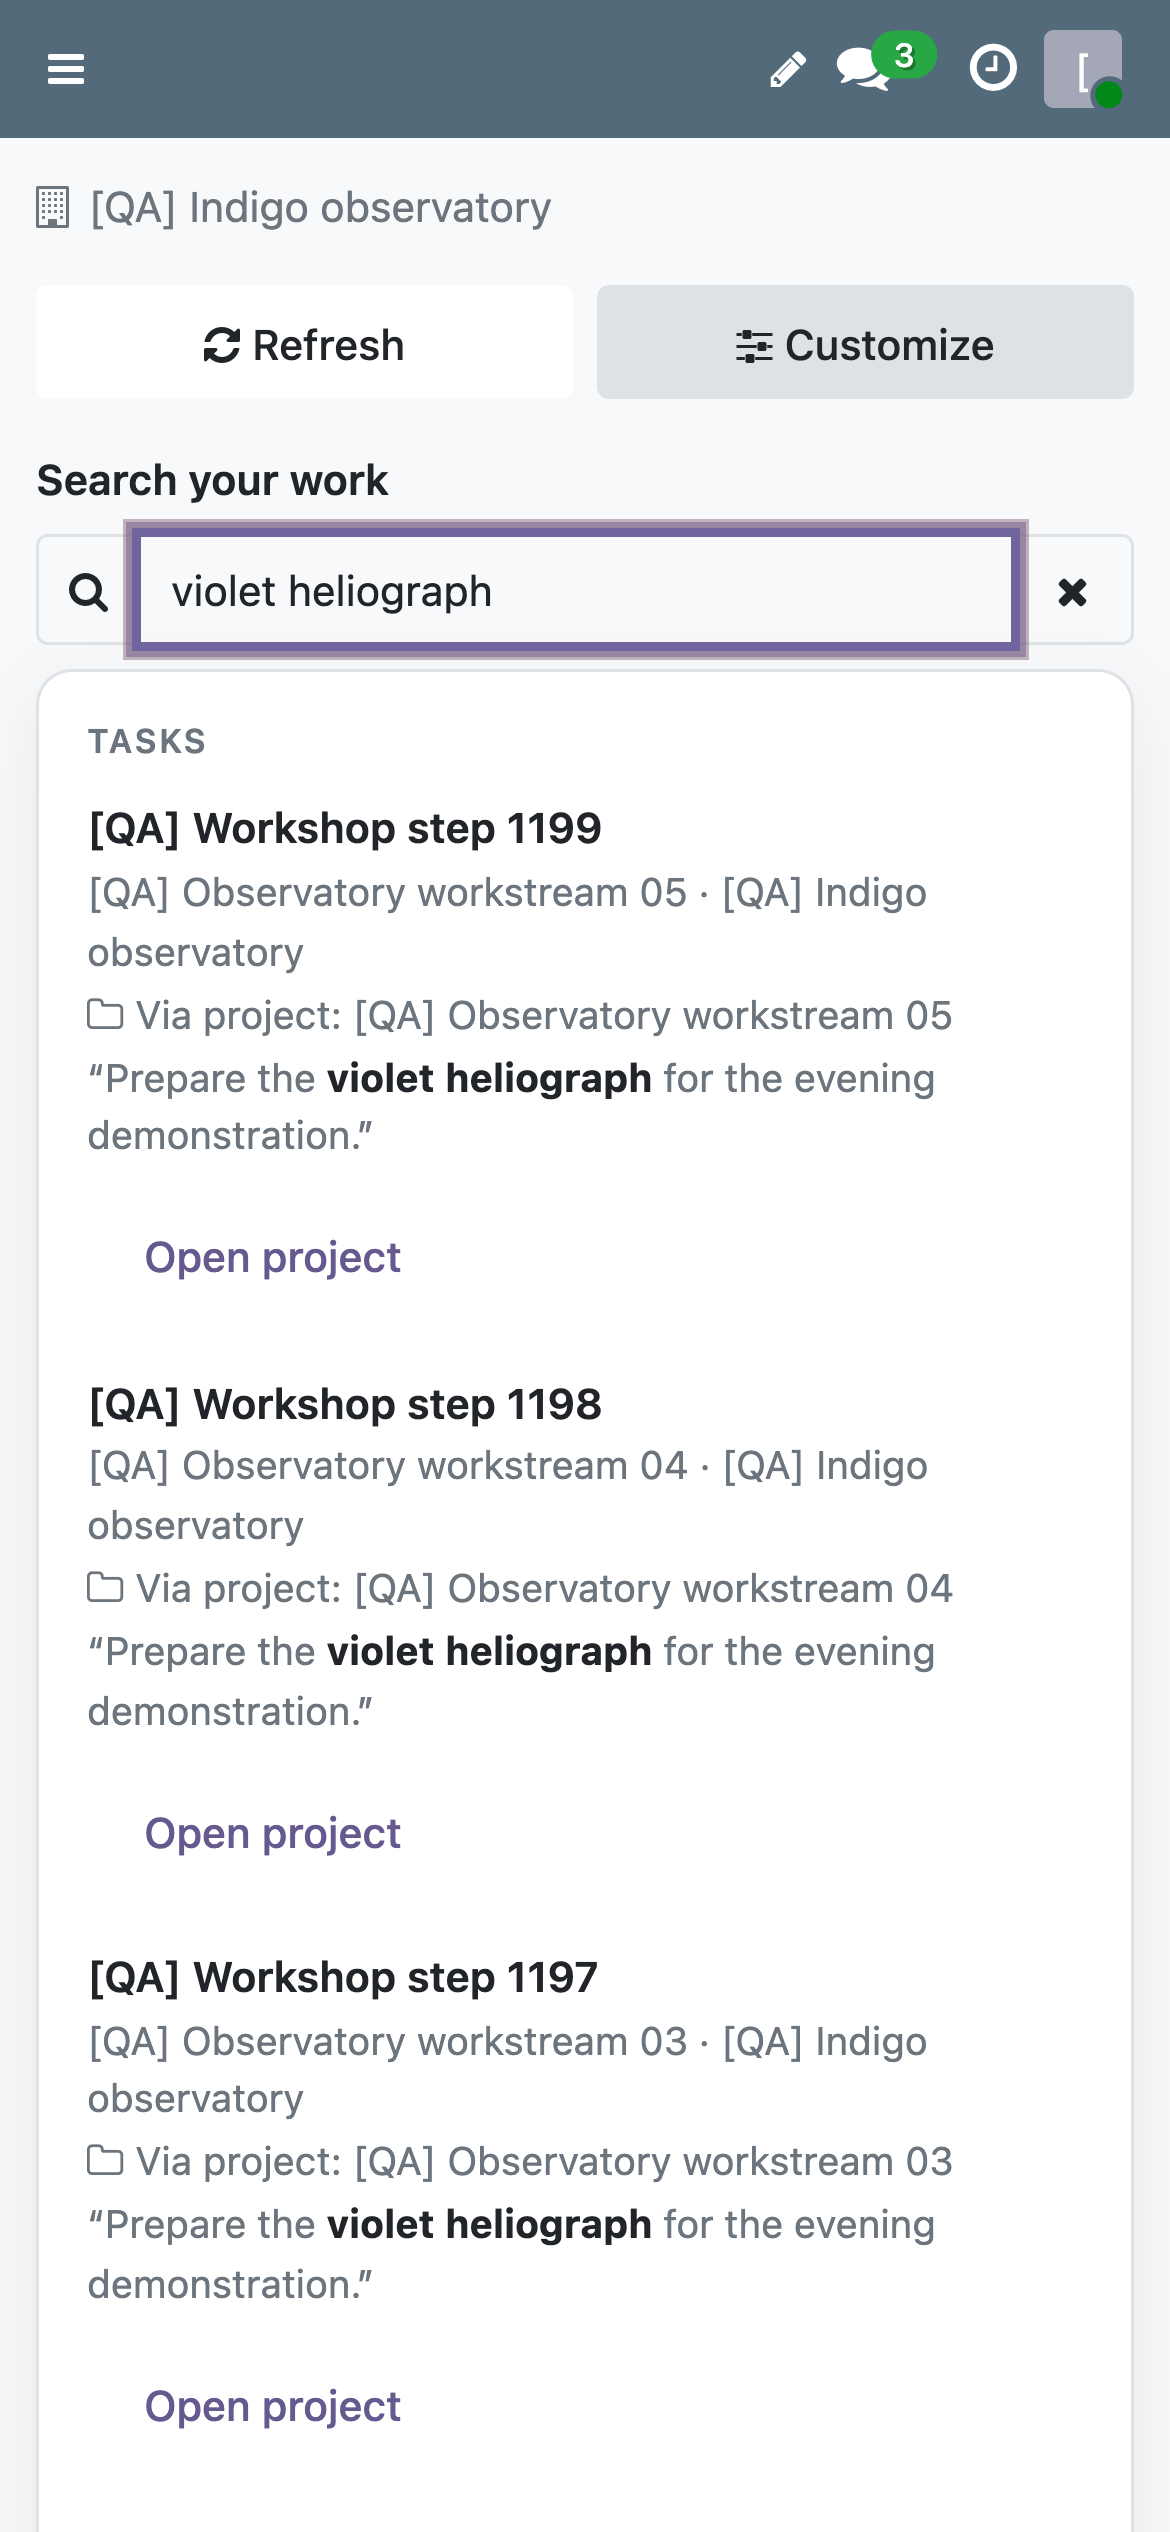 3
[
[QA] Indigo observatory
Refresh
Customize
Search your work
violet heliograph
TASKS
[QA] Workshop step 1199
[QA] Observatory workstream 05 · [QA] Indigo
observatory
Via project: [QA] Observatory workstream 05
“Prepare the violet heliograph for the evening
demonstration.”
Open project
[QA] Workshop step 1198
[QA] Observatory workstream 04 · [QA] Indigo
observatory
Via project: [QA] Observatory workstream 04
“Prepare the violet heliograph for the evening
demonstration.”
Open project
[QA] Workshop step 1197
[QA] Observatory workstream 03 · [QA] Indigo
observatory
Via project: [QA] Observatory workstream 03
“Prepare the violet heliograph for the evening
demonstration.”
Open project